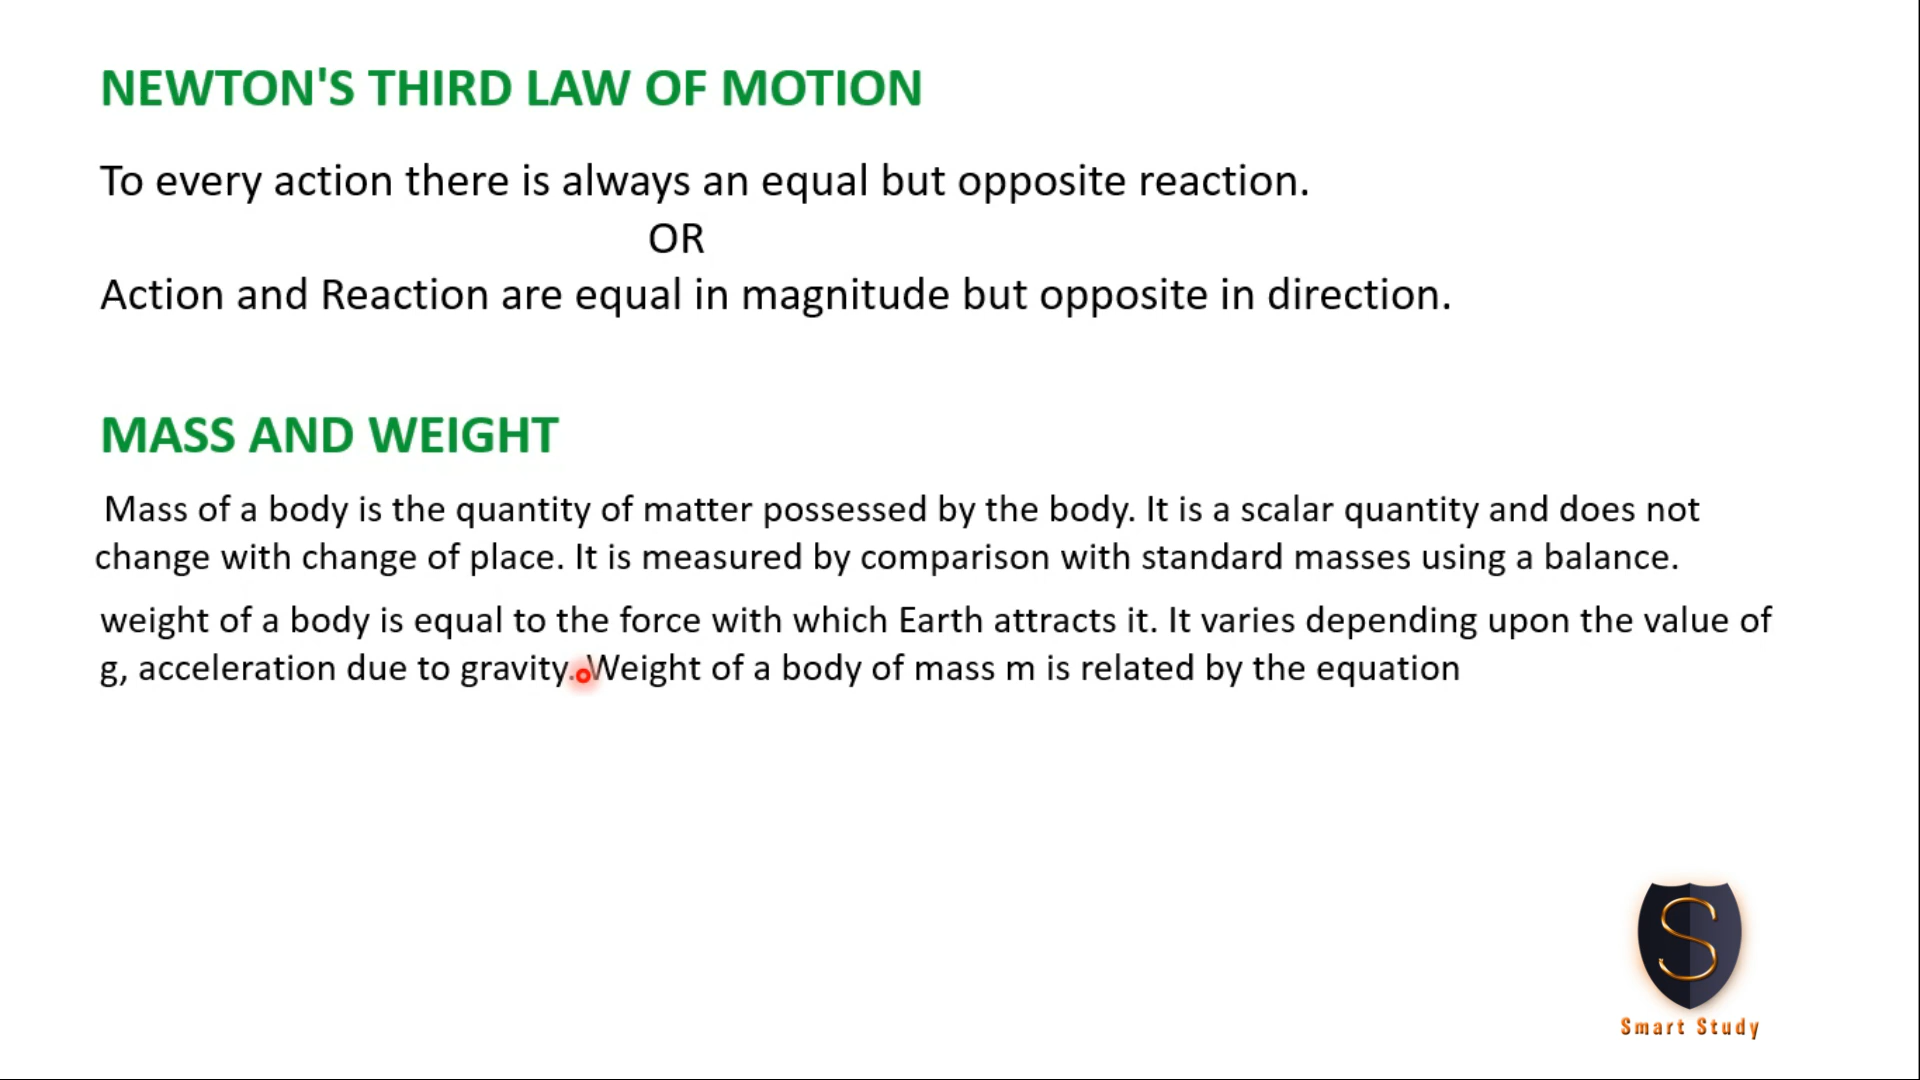 NEWTON'S THIRD LAW OF MOTION
To every action there is always an equal but opposite reaction.
OR
Action and Reaction are equal in magnitude but opposite in direction.
MASS AND WEIGHT
Mass of a body is the quantity of matter possessed by the body. It is a scalar quantity and does not
change with change of place. It is measured by comparison with standard masses using a balance.
weight of a body is equal to the force with which Earth attracts it. It varies depending upon the value of
g, acceleration due to gravity. Weight of a body of mass m is related by the equation
S
Smart Study